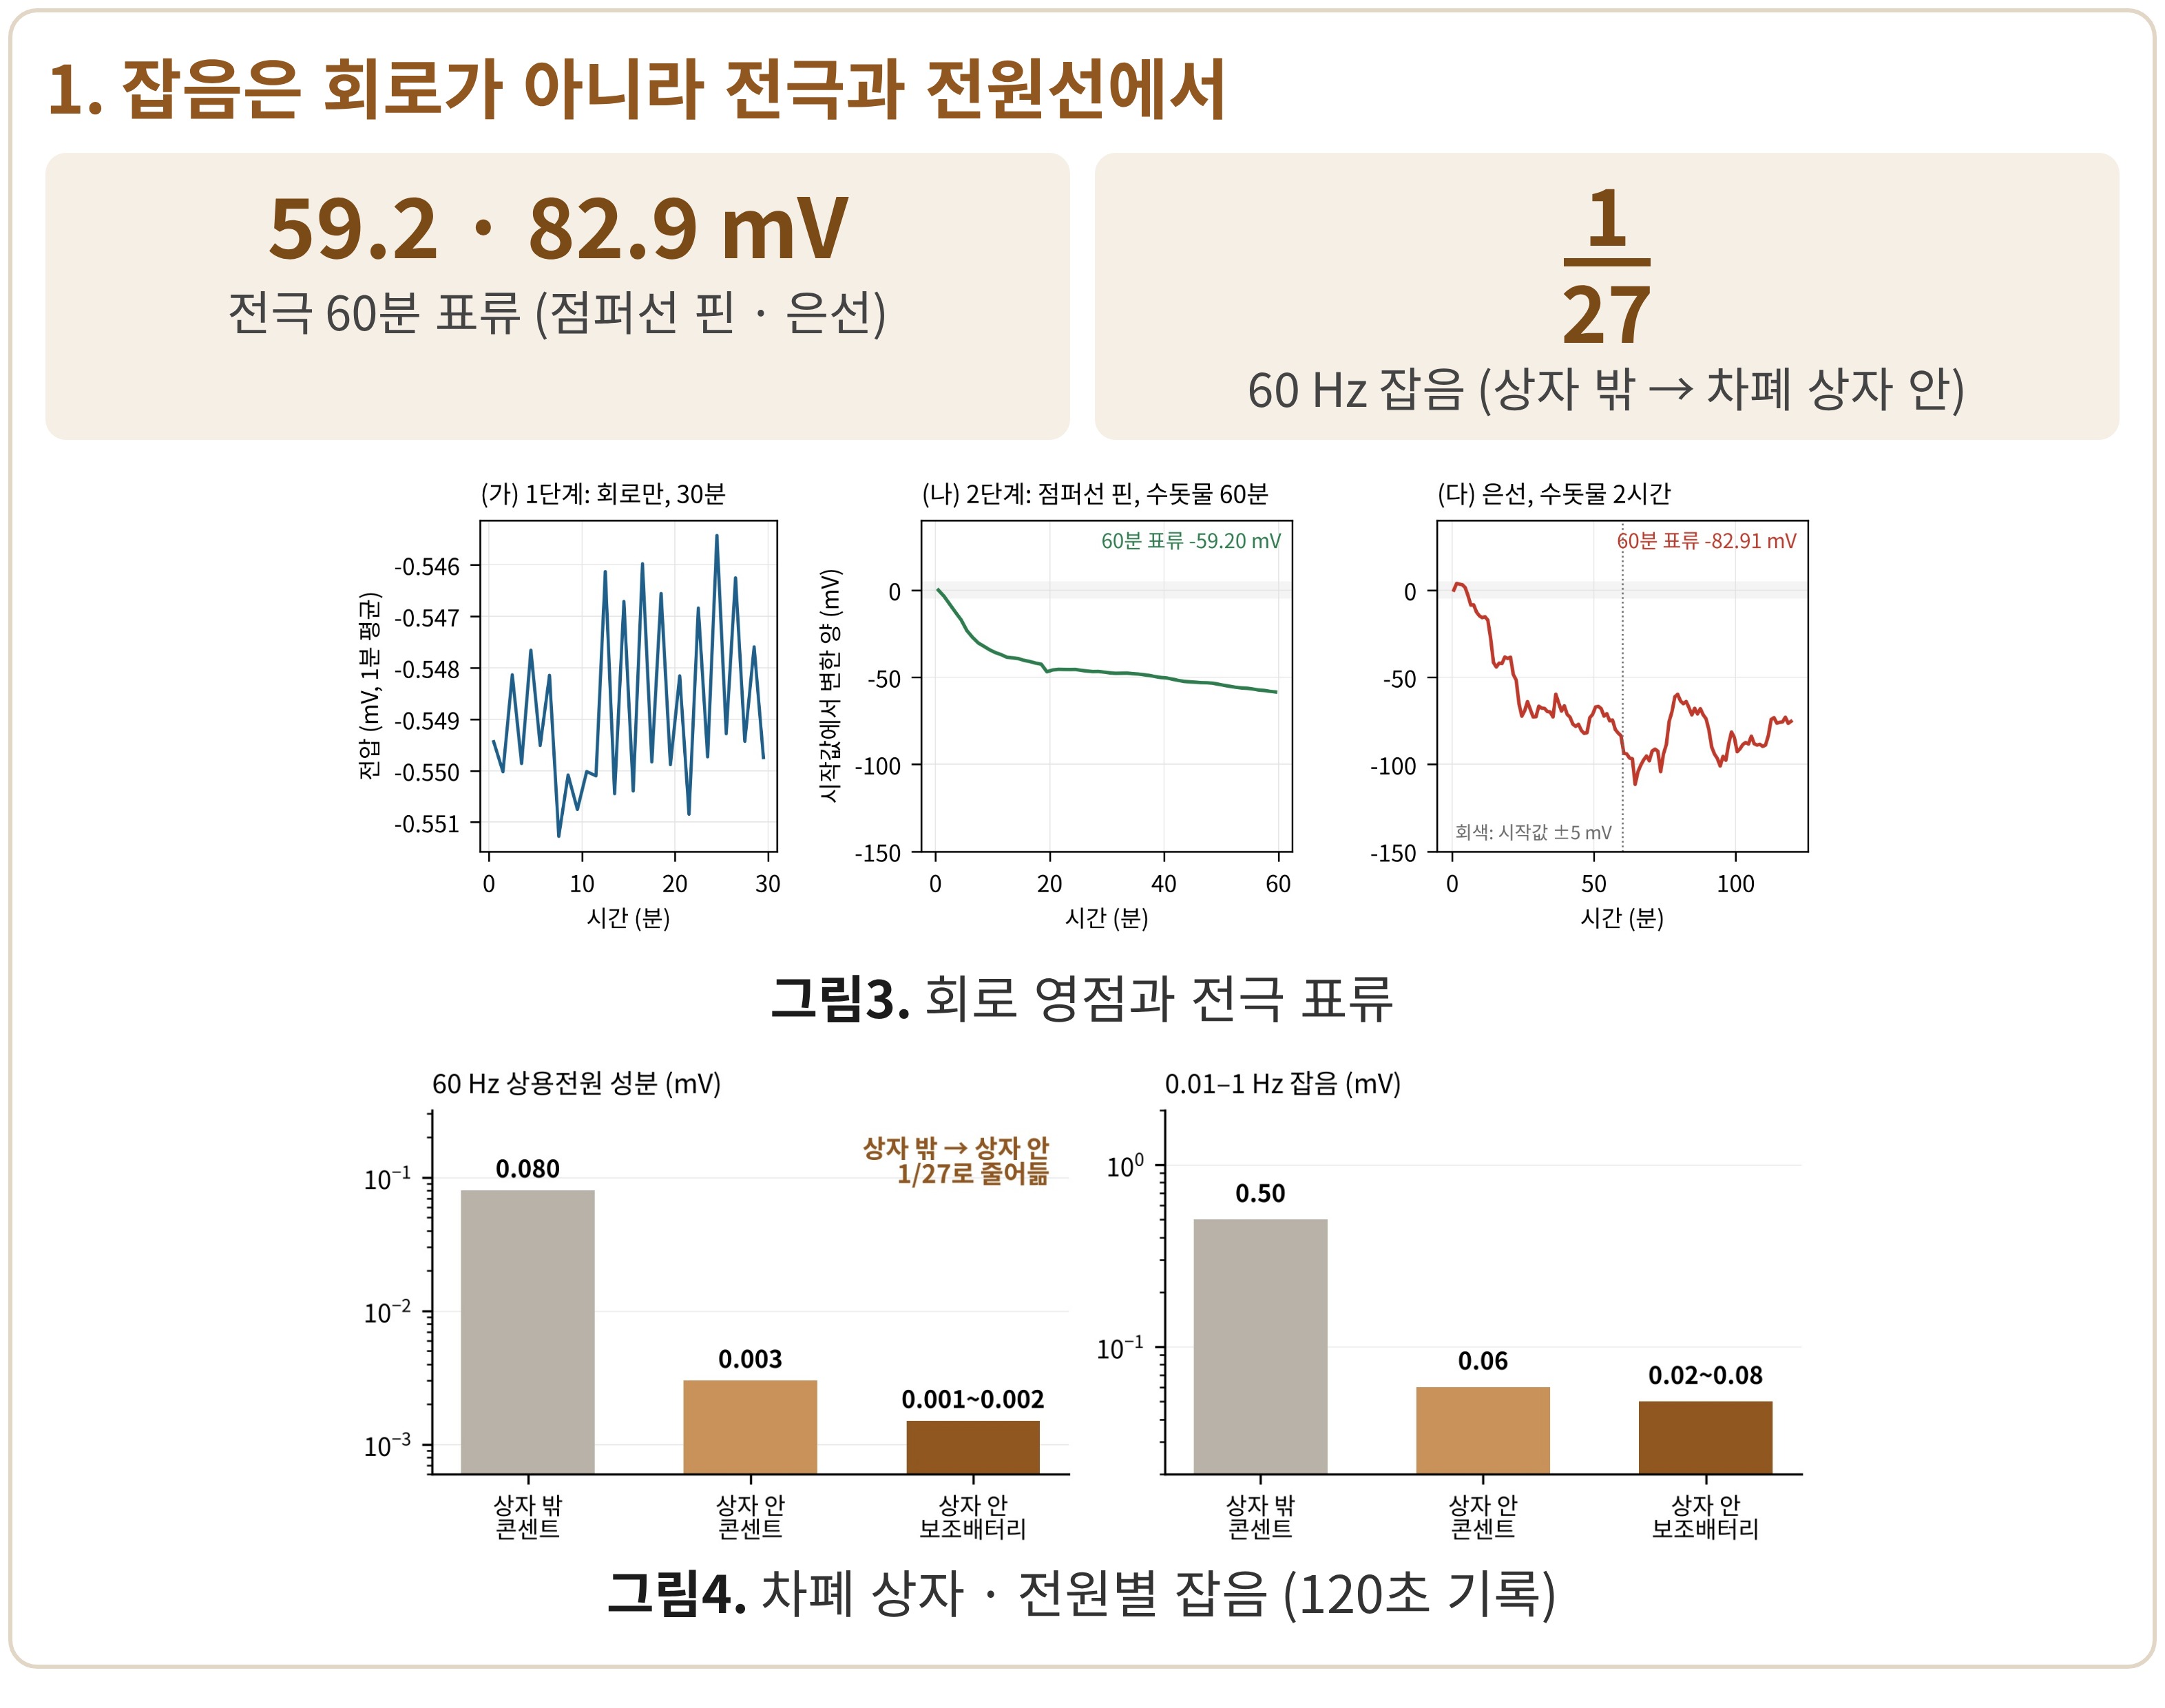 1. 잡음은 회로가 아니라 전극과 전원선에서
59.2 · 82.9 mV
전극 60분 표류 (점퍼선 핀 · 은선)
1
27
60 Hz 잡음 (상자 밖 → 차폐 상자 안)
(가) 1단계: 회로만, 30분
전압 (mV, 1분 평균)
-0.546
-0.547
-0.548
-0.549
-0.550
-0.551
0 10 20 30
시간 (분)
(나) 2단계: 점퍼선 핀, 수돗물 60분
60분 표류 -59.20 mV
시작값에서 변한 양 (mV)
0
-50
-100
-150
0 20 40 60
시간 (분)
(다) 은선, 수돗물 2시간
60분 표류 -82.91 mV
0
-50
-100
-150
회색: 시작값 ±5 mV
0 50 100
시간 (분)
그림3. 회로 영점과 전극 표류
60 Hz 상용전원 성분 (mV)
상자 밖 → 상자 안
1/27로 줄어듦
10⁻¹
10⁻²
10⁻³
0.080
0.003
0.001~0.002
상자 밖
콘센트
상자 안
콘센트
상자 안
보조배터리
0.01–1 Hz 잡음 (mV)
10⁰
10⁻¹
0.50
0.06
0.02~0.08
상자 밖
콘센트
상자 안
콘센트
상자 안
보조배터리
그림4. 차폐 상자 · 전원별 잡음 (120초 기록)